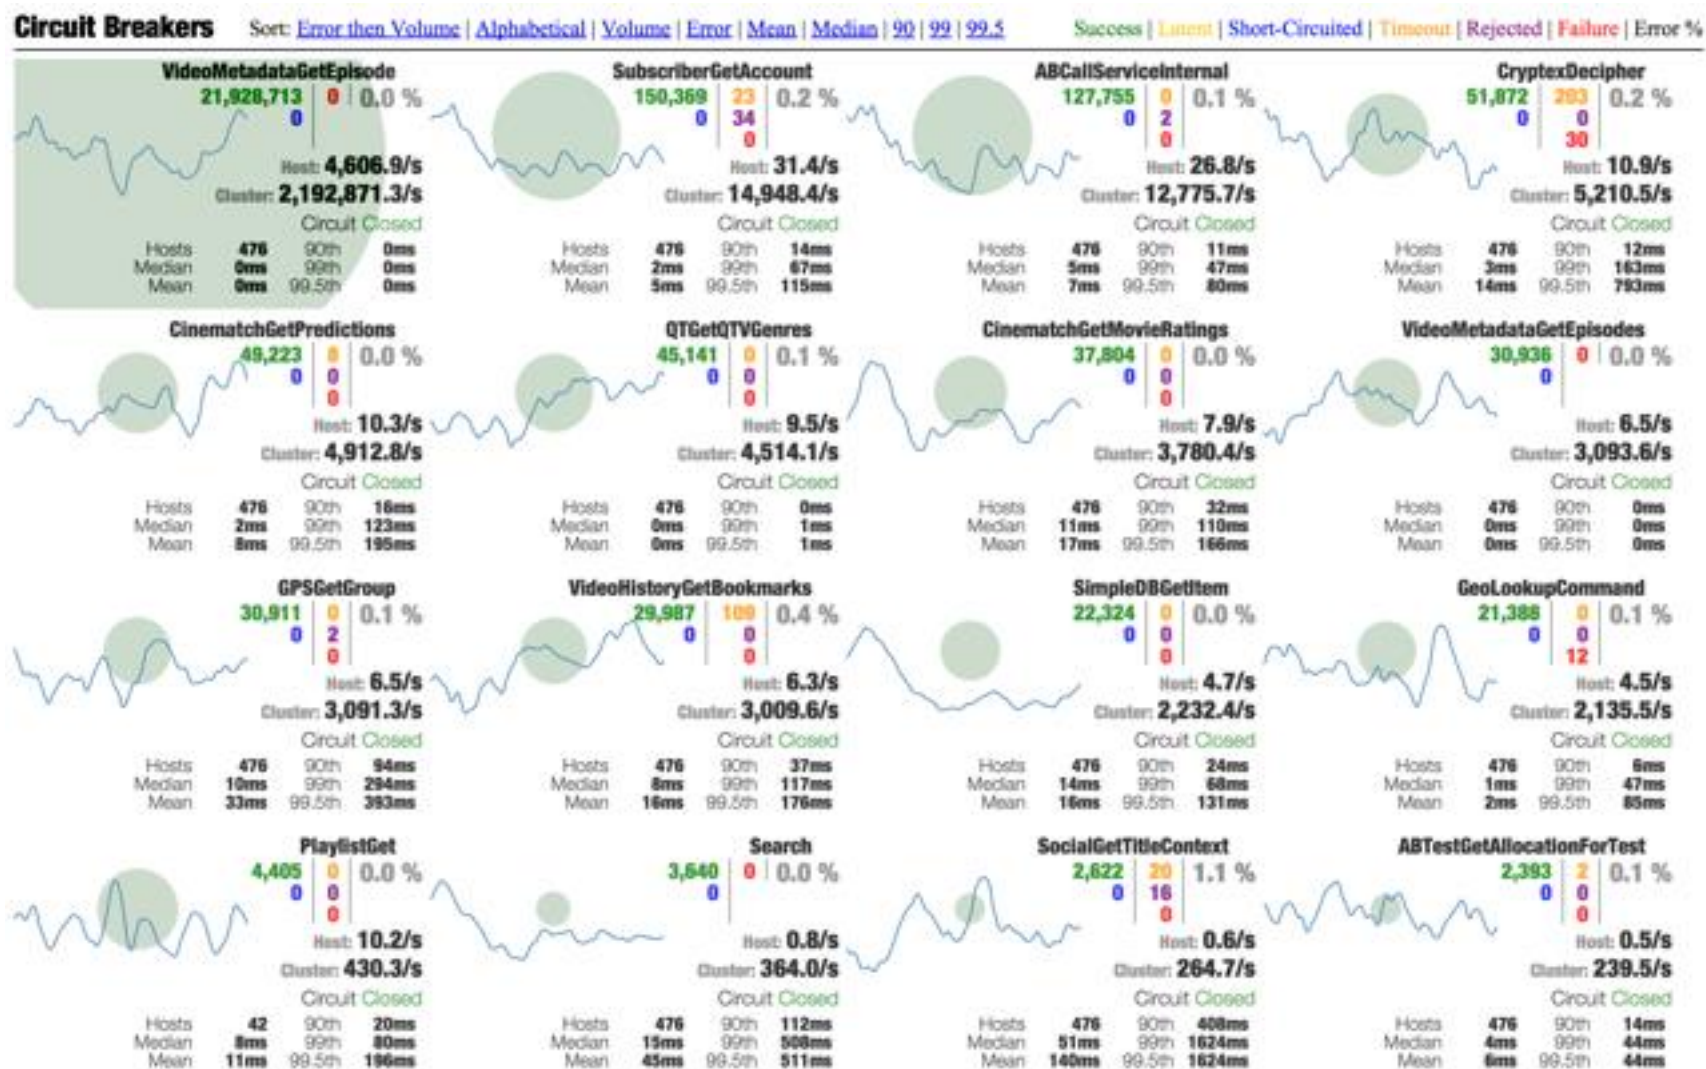 Circuit Breakers Sort: Error then Volume | Alphabetical | Volume | Error | Mean | Median | 90 | 99 | 99.5 Success | Latent | Short-Circuited | Timeout | Rejected | Failure | Error %
VideoMetadataGetEpisode
21,928,713 0 0.0 %
0
Host: 4,606.9/s
Cluster: 2,192,871.3/s
Circuit Closed
Hosts 476 90th 0ms
Median 0ms 99th 0ms
Mean 0ms 99.5th 0ms
SubscriberGetAccount
150,369 23 0.2 %
0 34
0
Host: 31.4/s
Cluster: 14,948.4/s
Circuit Closed
Hosts 476 90th 14ms
Median 2ms 99th 67ms
Mean 5ms 99.5th 115ms
ABCallServiceInternal
127,755 0 0.1 %
0 2
0
Host: 26.8/s
Cluster: 12,775.7/s
Circuit Closed
Hosts 476 90th 11ms
Median 5ms 99th 47ms
Mean 7ms 99.5th 80ms
CryptexDecipher
51,872 203 0.2 %
0 0
30
Host: 10.9/s
Cluster: 5,210.5/s
Circuit Closed
Hosts 476 90th 12ms
Median 3ms 99th 163ms
Mean 14ms 99.5th 793ms
CinematchGetPredictions
49,223 8 0.0 %
0 0
0
Host: 10.3/s
Cluster: 4,912.8/s
Circuit Closed
Hosts 476 90th 16ms
Median 2ms 99th 123ms
Mean 8ms 99.5th 195ms
QTGetQTVGenres
45,141 0 0.1 %
0 0
0
Host: 9.5/s
Cluster: 4,514.1/s
Circuit Closed
Hosts 476 90th 0ms
Median 0ms 99th 1ms
Mean 0ms 99.5th 1ms
CinematchGetMovieRatings
37,804 0 0.0 %
0 0
0
Host: 7.9/s
Cluster: 3,780.4/s
Circuit Closed
Hosts 476 90th 32ms
Median 11ms 99th 110ms
Mean 17ms 99.5th 166ms
VideoMetadataGetEpisodes
30,936 0 0.0 %
0
Host: 6.5/s
Cluster: 3,093.6/s
Circuit Closed
Hosts 476 90th 0ms
Median 0ms 99th 0ms
Mean 0ms 99.5th 0ms
GPSGetGroup
30,911 0 0.1 %
0 2
0
Host: 6.5/s
Cluster: 3,091.3/s
Circuit Closed
Hosts 476 90th 94ms
Median 10ms 99th 294ms
Mean 33ms 99.5th 393ms
VideoHistoryGetBookmarks
29,987 109 0.4 %
0 0
0
Host: 6.3/s
Cluster: 3,009.6/s
Circuit Closed
Hosts 476 90th 37ms
Median 8ms 99th 117ms
Mean 16ms 99.5th 176ms
SimpleDBGetItem
22,324 0 0.0 %
0 0
0
Host: 4.7/s
Cluster: 2,232.4/s
Circuit Closed
Hosts 476 90th 24ms
Median 14ms 99th 68ms
Mean 16ms 99.5th 131ms
GeoLookupCommand
21,388 0 0.1 %
0 0
12
Host: 4.5/s
Cluster: 2,135.5/s
Circuit Closed
Hosts 476 90th 6ms
Median 1ms 99th 47ms
Mean 2ms 99.5th 85ms
PlaylistGet
4,405 0 0.0 %
0 0
0
Host: 10.2/s
Cluster: 430.3/s
Circuit Closed
Hosts 42 90th 20ms
Median 8ms 99th 80ms
Mean 11ms 99.5th 196ms
Search
3,640 0 0.0 %
0
Host: 0.8/s
Cluster: 364.0/s
Circuit Closed
Hosts 476 90th 112ms
Median 15ms 99th 508ms
Mean 45ms 99.5th 511ms
SocialGetTitleContext
2,622 20 1.1 %
0 16
0
Host: 0.6/s
Cluster: 264.7/s
Circuit Closed
Hosts 476 90th 408ms
Median 51ms 99th 1624ms
Mean 140ms 99.5th 1624ms
ABTestGetAllocationForTest
2,393 2 0.1 %
0 0
0
Host: 0.5/s
Cluster: 239.5/s
Circuit Closed
Hosts 476 90th 14ms
Median 4ms 99th 44ms
Mean 6ms 99.5th 44ms